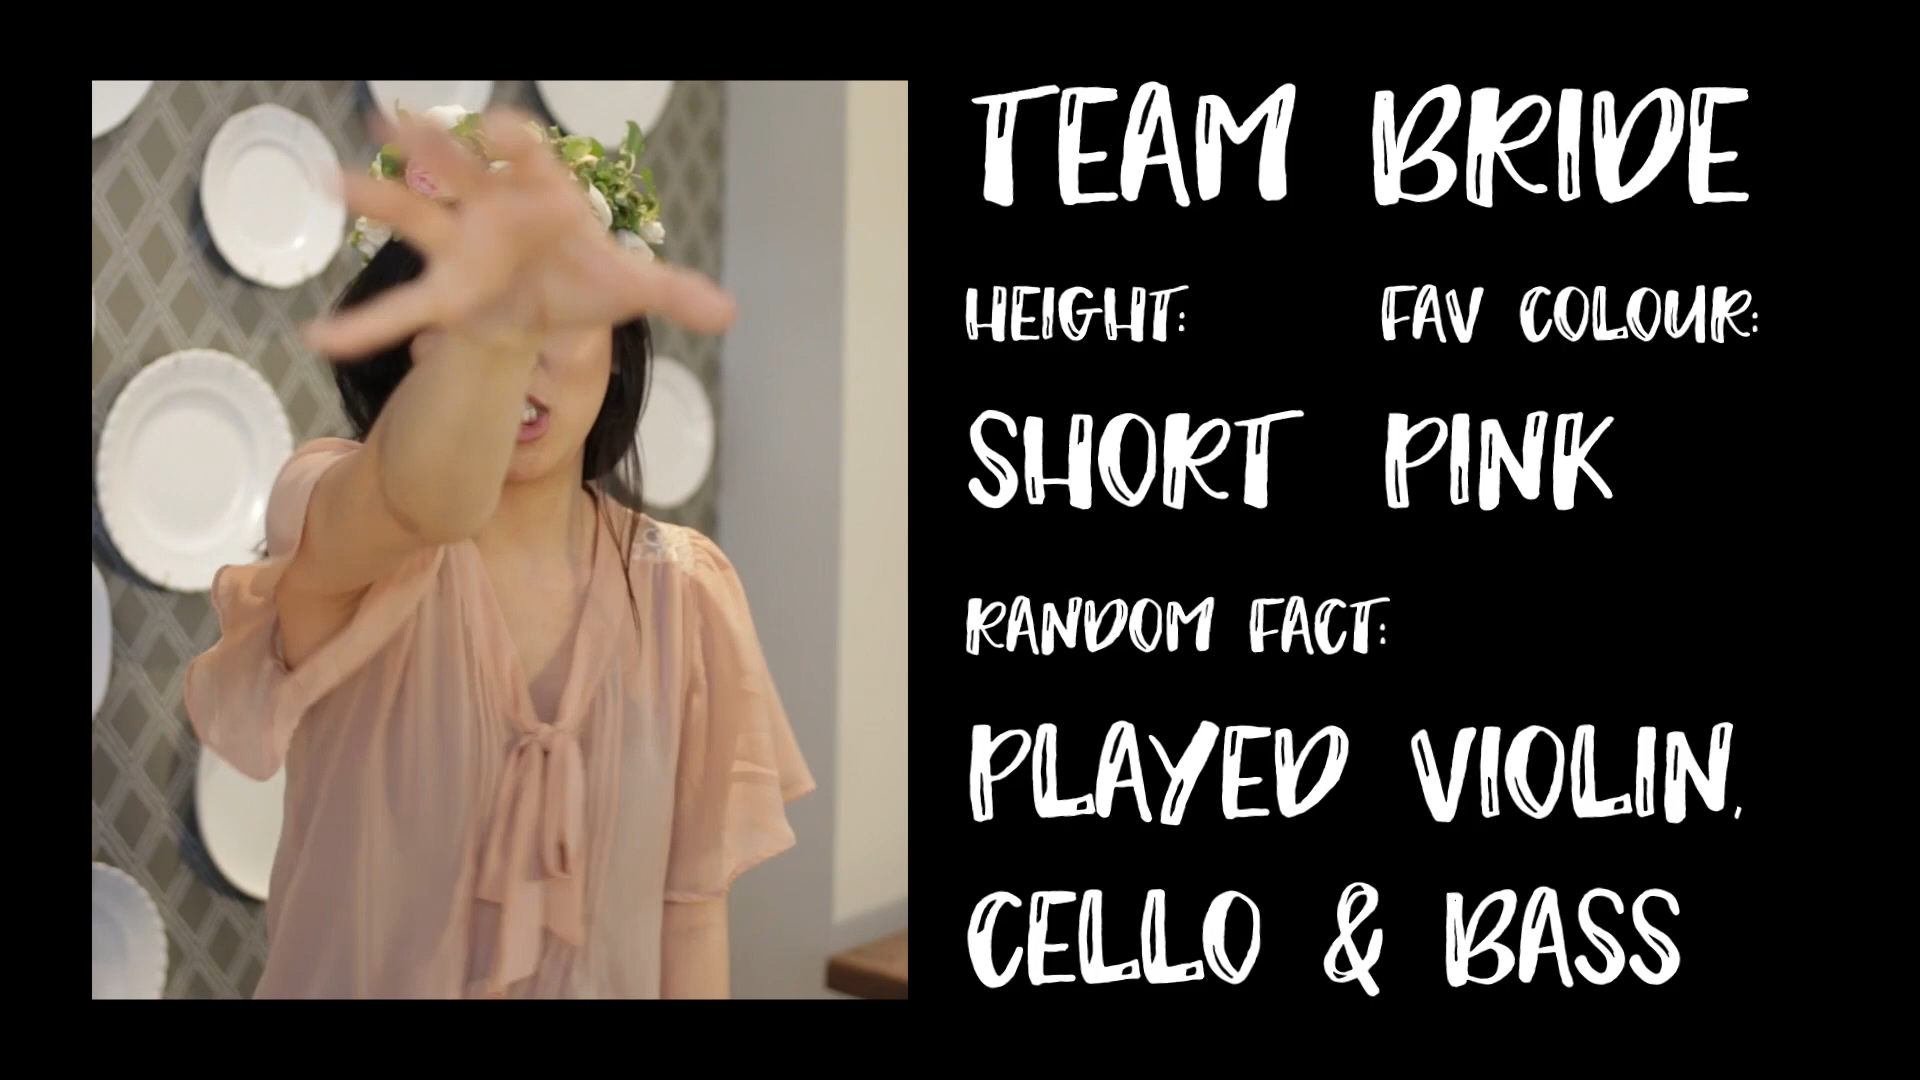 TEAM BRIDE
HEIGHT: FAV COLOUR:
SHORT PINK
RANDOM FACT:
PLAYED VIOLIN,
CELLO & BASS